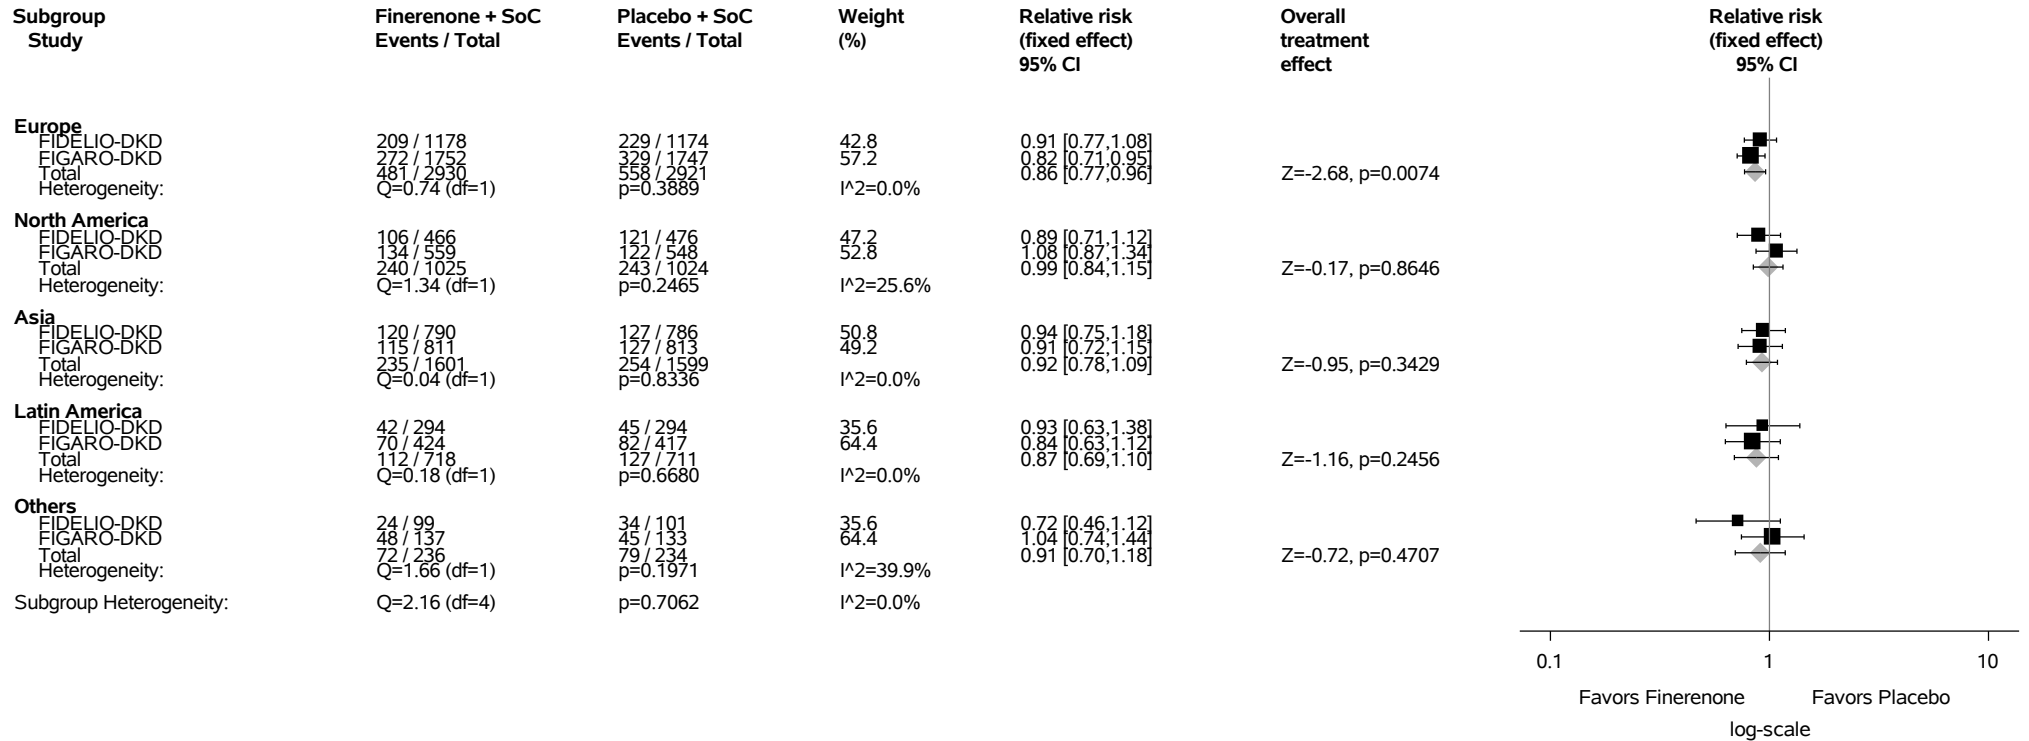 Subgroup Finerenone + SoC Placebo + SoC Weight Relative risk Overall Relative risk
Study Events / Total Events / Total (%) (fixed effect) treatment (fixed effect)
95% CI effect 95% CI
Europe
FIDELIO-DKD 209 / 1178 229 / 1174 42.8 0.91 [0.77,1.08]
FIGARO-DKD 272 / 1752 329 / 1747 57.2 0.82 [0.71,0.95]
Total 481 / 2930 558 / 2921 0.86 [0.77,0.96] Z=-2.68, p=0.0074
Heterogeneity: Q=0.74 (df=1) p=0.3889 I^2=0.0%
North America
FIDELIO-DKD 106 / 466 121 / 476 47.2 0.89 [0.71,1.12]
FIGARO-DKD 134 / 559 122 / 548 52.8 1.08 [0.87,1.34]
Total 240 / 1025 243 / 1024 0.99 [0.84,1.15] Z=-0.17, p=0.8646
Heterogeneity: Q=1.34 (df=1) p=0.2465 I^2=25.6%
Asia
FIDELIO-DKD 120 / 790 127 / 786 50.8 0.94 [0.75,1.18]
FIGARO-DKD 115 / 811 127 / 813 49.2 0.91 [0.72,1.15]
Total 235 / 1601 254 / 1599 0.92 [0.78,1.09] Z=-0.95, p=0.3429
Heterogeneity: Q=0.04 (df=1) p=0.8336 I^2=0.0%
Latin America
FIDELIO-DKD 42 / 294 45 / 294 35.6 0.93 [0.63,1.38]
FIGARO-DKD 70 / 424 82 / 417 64.4 0.84 [0.63,1.12]
Total 112 / 718 127 / 711 0.87 [0.69,1.10] Z=-1.16, p=0.2456
Heterogeneity: Q=0.18 (df=1) p=0.6680 I^2=0.0%
Others
FIDELIO-DKD 24 / 99 34 / 101 35.6 0.72 [0.46,1.12]
FIGARO-DKD 48 / 137 45 / 133 64.4 1.04 [0.74,1.44]
Total 72 / 236 79 / 234 0.91 [0.70,1.18] Z=-0.72, p=0.4707
Heterogeneity: Q=1.66 (df=1) p=0.1971 I^2=39.9%
Subgroup Heterogeneity: Q=2.16 (df=4) p=0.7062 I^2=0.0%
0.1 1 10
Favors Finerenone Favors Placebo
log-scale